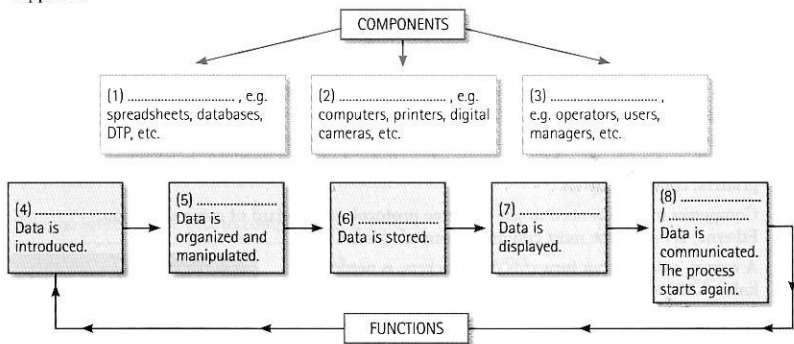 COMPONENTS
(1) ............................ , e.g.
spreadsheets, databases,
DTP, etc.
(2) ............................ , e.g.
computers, printers, digital
cameras, etc.
(3) ............................ ,
e.g. operators, users,
managers, etc.
(4) .....................
Data is
introduced.
(5) .....................
Data is
organized and
manipulated.
(6) .....................
Data is stored.
(7) .....................
Data is
displayed.
(8) .....................
/ .....................
Data is
communicated.
The process
starts again.
FUNCTIONS